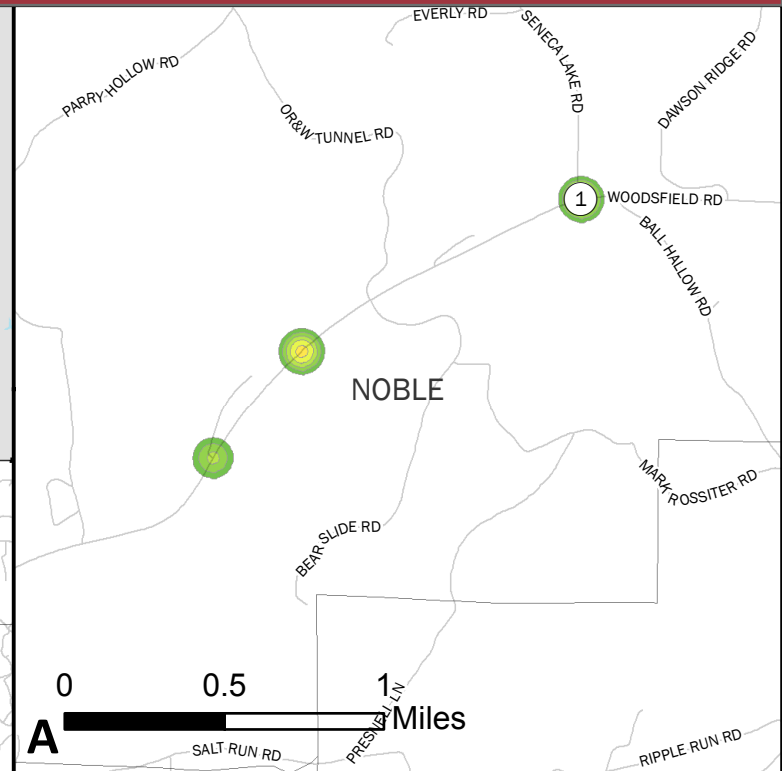 EVERLY RD
SENECA LAKE RD
DAWSON RIDGE RD
PARRY HOLLOW RD
OR&W TUNNEL RD
1
WOODSFIELD RD
BALL HALLOW RD
NOBLE
MARK ROSSITER RD
BEAR SLIDE RD
0 0.5 1
Miles
PRESNELL LN
A
SALT RUN RD
RIPPLE RUN RD